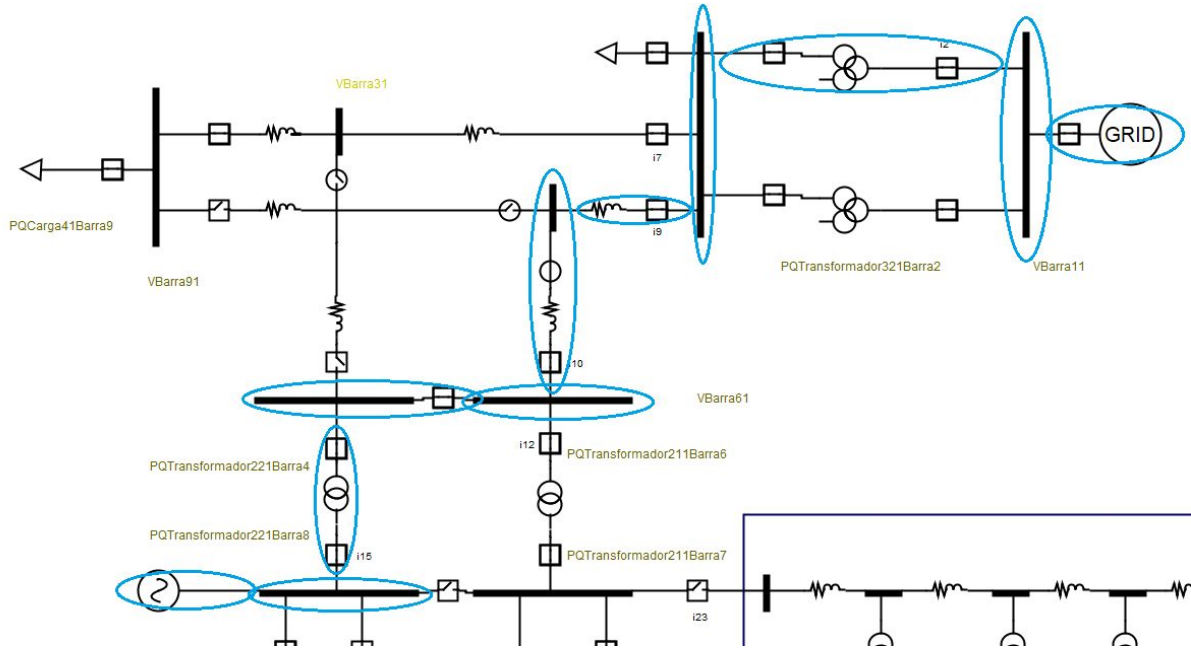 i2
VBarra31
GRID
i7
PQCarga41Barra9
i9
VBarra91
PQTransformador321Barra2
VBarra11
i10
VBarra61
i12
PQTransformador221Barra4
PQTransformador211Barra6
PQTransformador221Barra8
i15
PQTransformador211Barra7
i23